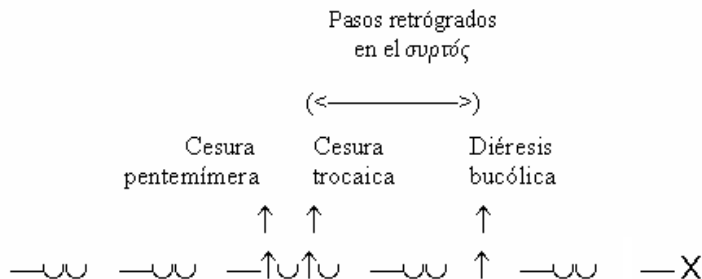 Pasos retrógrados
en el συρτός
(<————>)
Cesura Cesura Diéresis
pentemímera trocaica bucólica
↑ ↑ ↑
—∪∪ —∪∪ —↑∪↑∪ —∪∪ ↑ —∪∪ —X